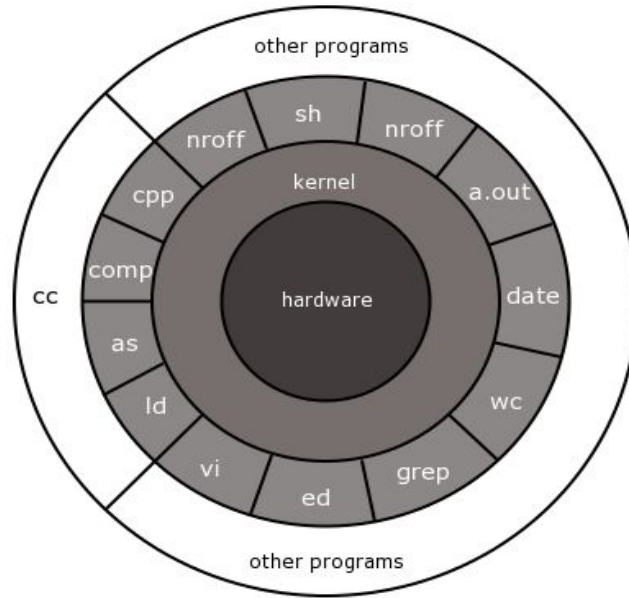 other programs
nroff
sh
nroff
cpp
kernel
a.out
comp
cc
hardware
date
as
ld
wc
vi
ed
grep
other programs